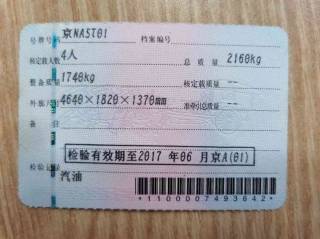 号牌号码 京NAST01 档案编号
核定载人数 4人 总 质 量 2160kg
整备质量 1740kg 核定载质量 --
外廓尺寸 4640×1820×1370mm 准牵引总质量 --
备 注
检验有效期至2017 年06 月京A(01)
检验记录
汽油
*1100007493642*